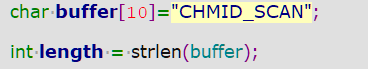 char buffer[10]="CHMID_SCAN";
int length = strlen(buffer);